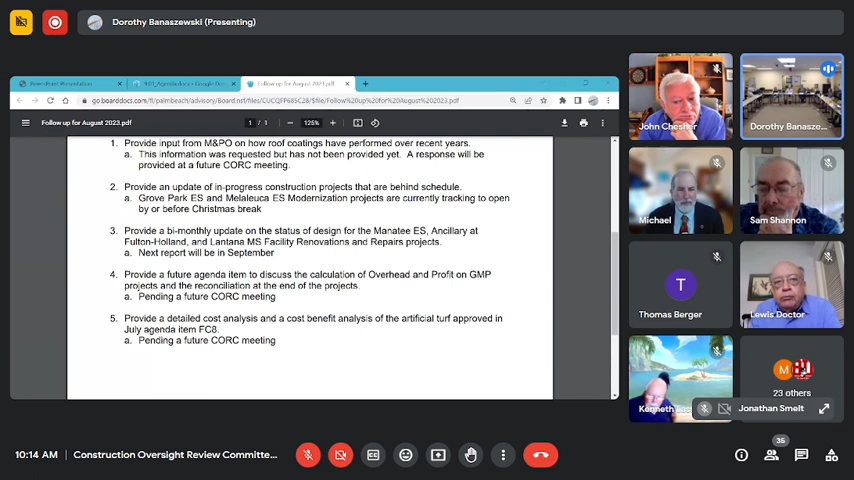 Dorothy Banaszewski (Presenting)
PowerPoint Presentation
Follow up for August 2023.pdf
go.boarddocs.com/fl/palmbeach/advisory/Board.nsf/files/CUCQFF685C28/$file/Follow%20up%20for%20August%202023.pdf
Follow up for August 2023.pdf
1 / 1
125%
1. Provide input from M&PO on how roof coatings have performed over recent years.
a. This information was requested but has not been provided yet. A response will be
provided at a future CORC meeting.
2. Provide an update of in-progress construction projects that are behind schedule.
a. Grove Park ES and Melaleuca ES Modernization projects are currently tracking to open
by or before Christmas break
3. Provide a bi-monthly update on the status of design for the Manatee ES, Ancillary at
Fulton-Holland, and Lantana MS Facility Renovations and Repairs projects.
a. Next report will be in September
4. Provide a future agenda item to discuss the calculation of Overhead and Profit on GMP
projects and the reconciliation at the end of the projects.
a. Pending a future CORC meeting
5. Provide a detailed cost analysis and a cost benefit analysis of the artificial turf approved in
July agenda item FC8.
a. Pending a future CORC meeting
John Chesher
Dorothy Banasze...
Michael
Sam Shannon
T
Thomas Berger
Lewis Doctor
Kenneth
M
23 others
Jonathan Smelt
10:14 AM
Construction Oversight Review Committe...
35